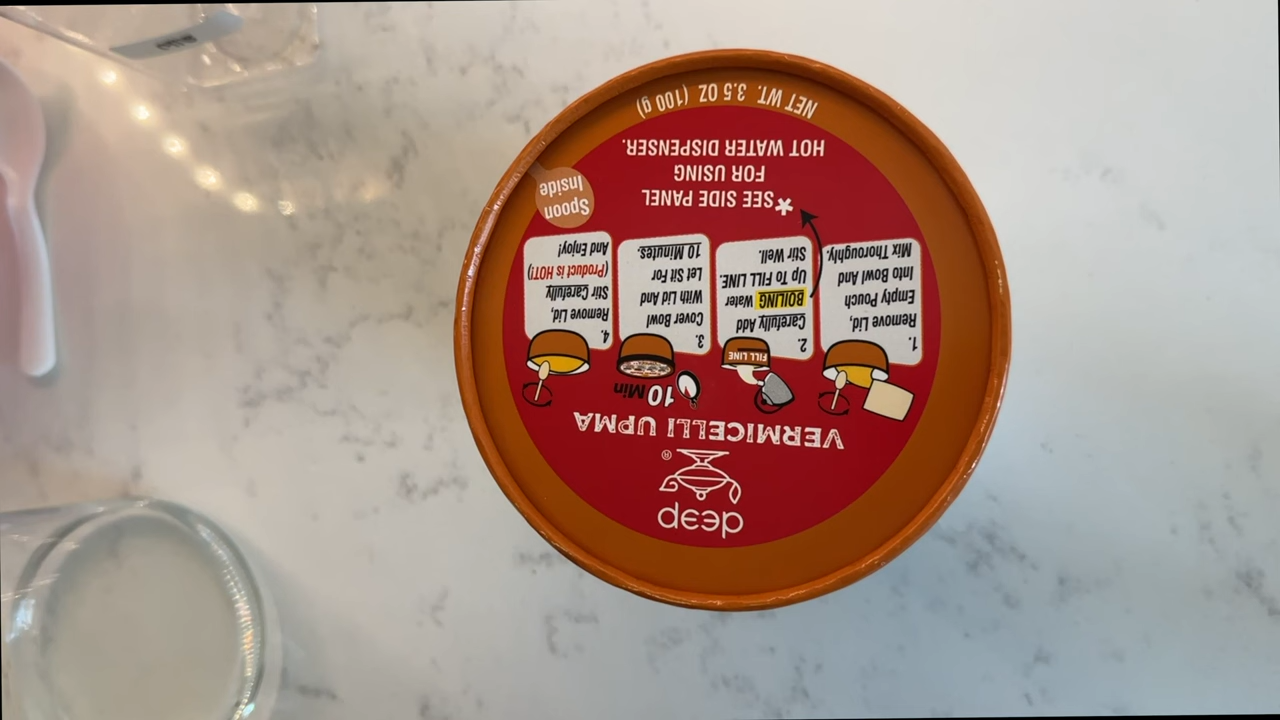 deep
®
VERMICELLI UPMA
10 Min
FILL LINE
1.
Remove Lid,
Empty Pouch
Into Bowl And
Mix Thoroughly.
2.
Carefully Add
BOILING Water
Up To FILL LINE.
Stir Well.
3.
Cover Bowl
With Lid And
Let Sit For
10 Minutes.
4.
Remove Lid,
Stir Carefully
(Product is HOT!)
And Enjoy!
*SEE SIDE PANEL
FOR USING
HOT WATER DISPENSER.
Spoon
Inside
NET WT. 3.5 OZ (100 g)